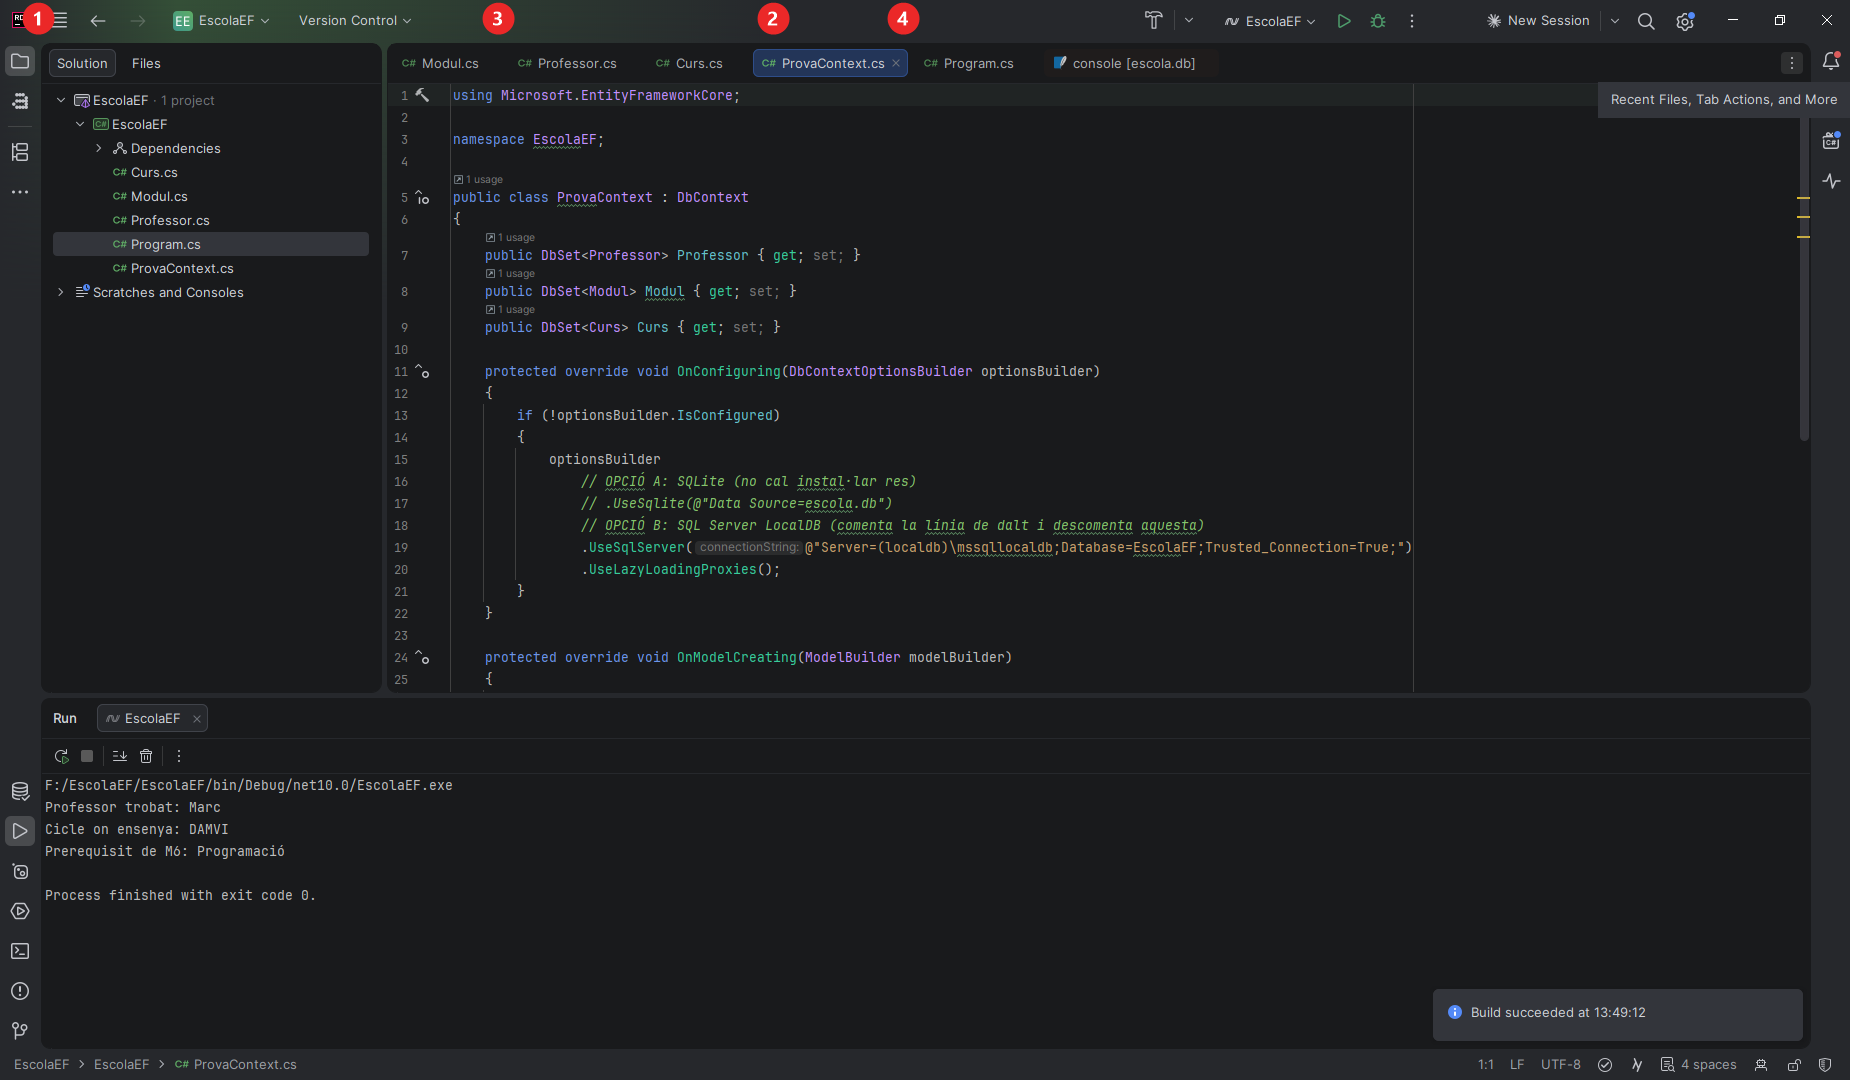 1
RD
EE EscolaEF
Version Control
3
2
4
EscolaEF
New Session
Solution
Files
C# Modul.cs
C# Professor.cs
C# Curs.cs
C# ProvaContext.cs
C# Program.cs
console [escola.db]
Recent Files, Tab Actions, and More
EscolaEF · 1 project
C# EscolaEF
Dependencies
C# Curs.cs
C# Modul.cs
C# Professor.cs
C# Program.cs
C# ProvaContext.cs
Scratches and Consoles
1 using Microsoft.EntityFrameworkCore;
2
3 namespace EscolaEF;
4
1 usage
5 public class ProvaContext : DbContext
6 {
1 usage
7 public DbSet<Professor> Professor { get; set; }
1 usage
8 public DbSet<Modul> Modul { get; set; }
1 usage
9 public DbSet<Curs> Curs { get; set; }
10
11 protected override void OnConfiguring(DbContextOptionsBuilder optionsBuilder)
12 {
13 if (!optionsBuilder.IsConfigured)
14 {
15 optionsBuilder
16 // OPCIÓ A: SQLite (no cal instal·lar res)
17 // .UseSqlite(@"Data Source=escola.db")
18 // OPCIÓ B: SQL Server LocalDB (comenta la línia de dalt i descomenta aquesta)
19 .UseSqlServer( connectionString: @"Server=(localdb)\mssqllocaldb;Database=EscolaEF;Trusted_Connection=True;")
20 .UseLazyLoadingProxies();
21 }
22 }
23
24 protected override void OnModelCreating(ModelBuilder modelBuilder)
25 {
Run
EscolaEF
F:/EscolaEF/EscolaEF/bin/Debug/net10.0/EscolaEF.exe
Professor trobat: Marc
Cicle on ensenya: DAMVI
Prerequisit de M6: Programació
Process finished with exit code 0.
Build succeeded at 13:49:12
EscolaEF > EscolaEF > C# ProvaContext.cs
1:1 LF UTF-8 4 spaces